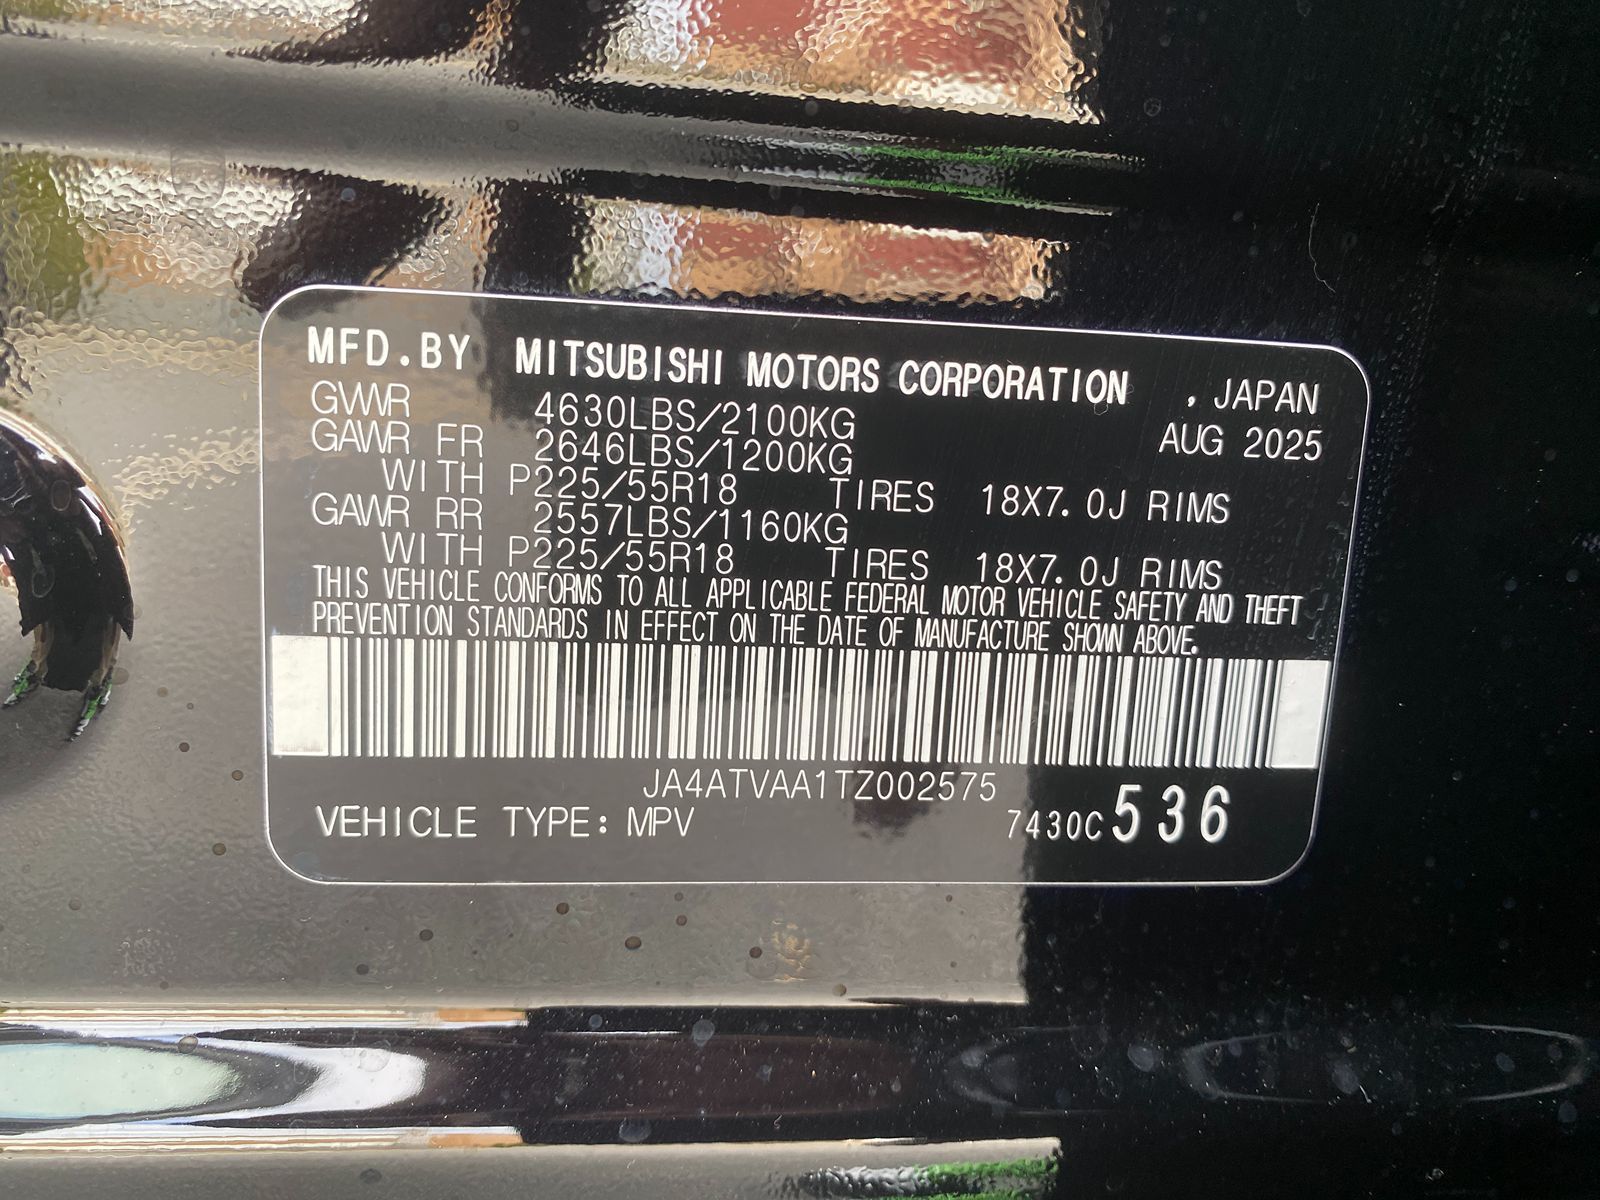 MFD.BY MITSUBISHI MOTORS CORPORATION , JAPAN
GVWR 4630LBS/2100KG AUG 2025
GAWR FR 2646LBS/1200KG
WITH P225/55R18 TIRES 18X7.0J RIMS
GAWR RR 2557LBS/1160KG
WITH P225/55R18 TIRES 18X7.0J RIMS
THIS VEHICLE CONFORMS TO ALL APPLICABLE FEDERAL MOTOR VEHICLE SAFETY AND THEFT
PREVENTION STANDARDS IN EFFECT ON THE DATE OF MANUFACTURE SHOWN ABOVE.
JA4ATVAA1TZ002575
VEHICLE TYPE: MPV 7430C 536